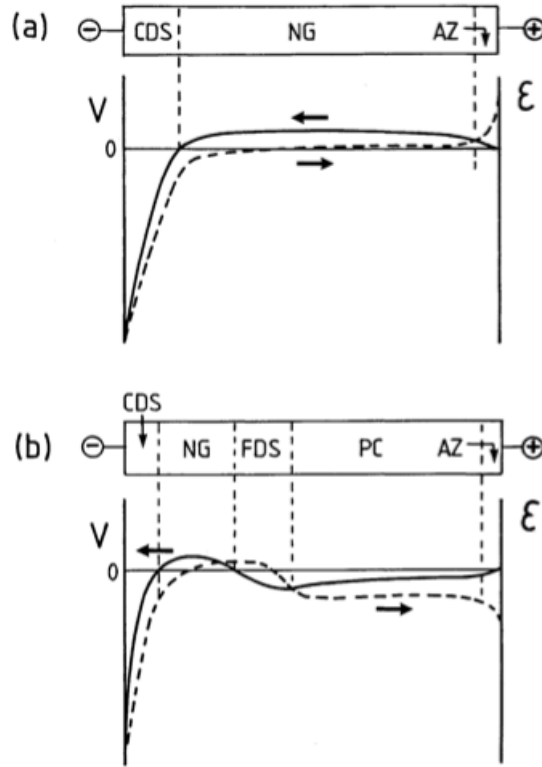 (a) ⊖ CDS NG AZ ⊕
V ε
0
CDS
(b) ⊖ NG FDS PC AZ ⊕
V ε
0